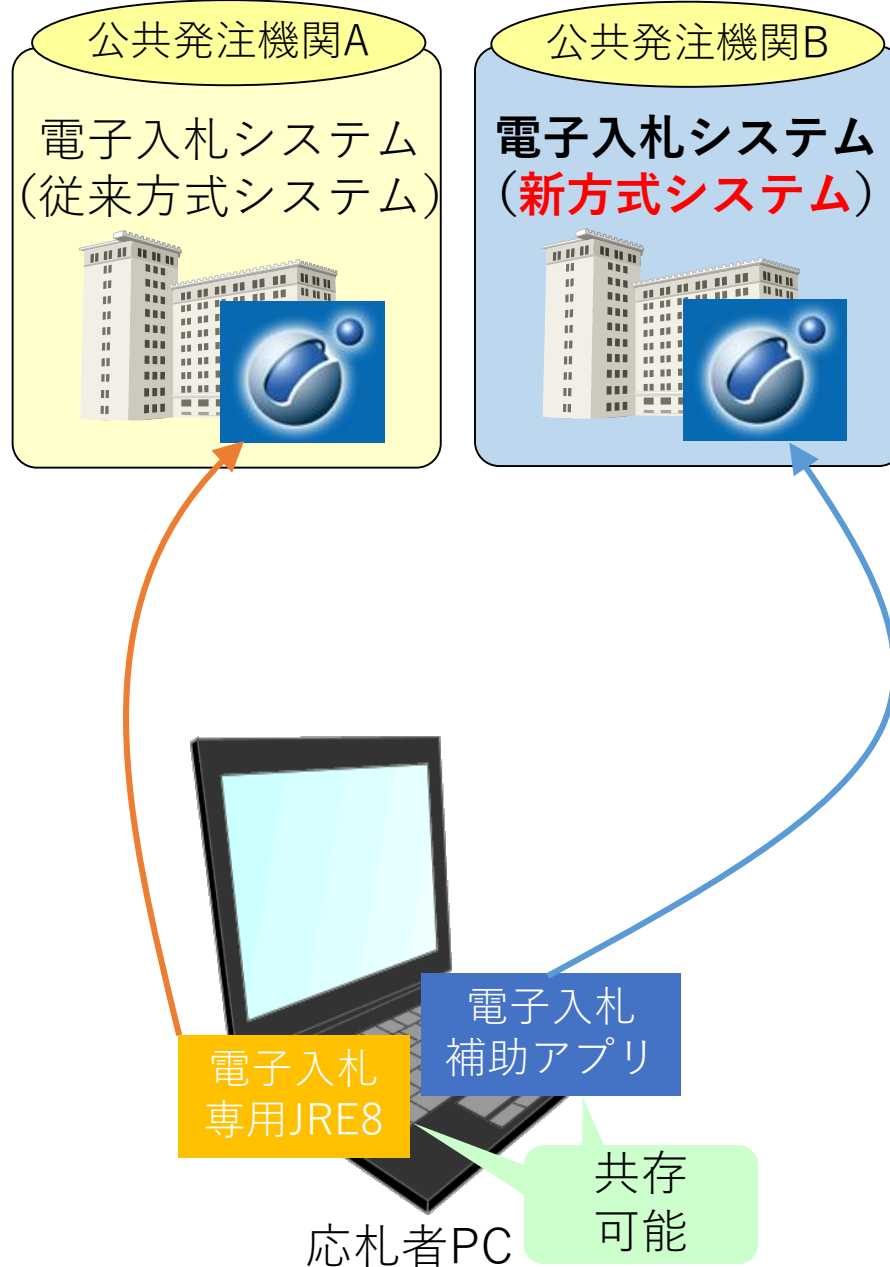 公共発注機関A
電子入札システム
(従来方式システム)
公共発注機関B
電子入札システム
(新方式システム)
電子入札
補助アプリ
電子入札
専用JRE8
共存
可能
応札者PC